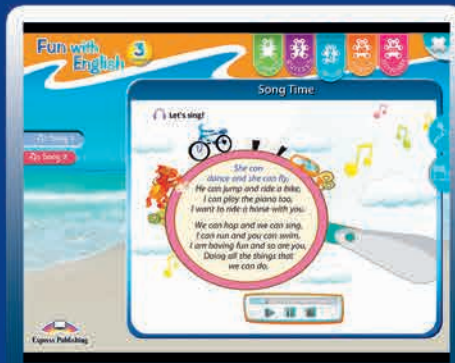 Fun with
English 3
Song Time
Let's sing!
Song 1
Song 2
She can
dance and she can fly,
He can jump and ride a bike,
I can play the piano too,
I want to ride a horse with you.
We can hop and we can sing,
I can run and you can swim,
I am having fun and so are you,
Doing all the things that
we can do.
Express Publishing